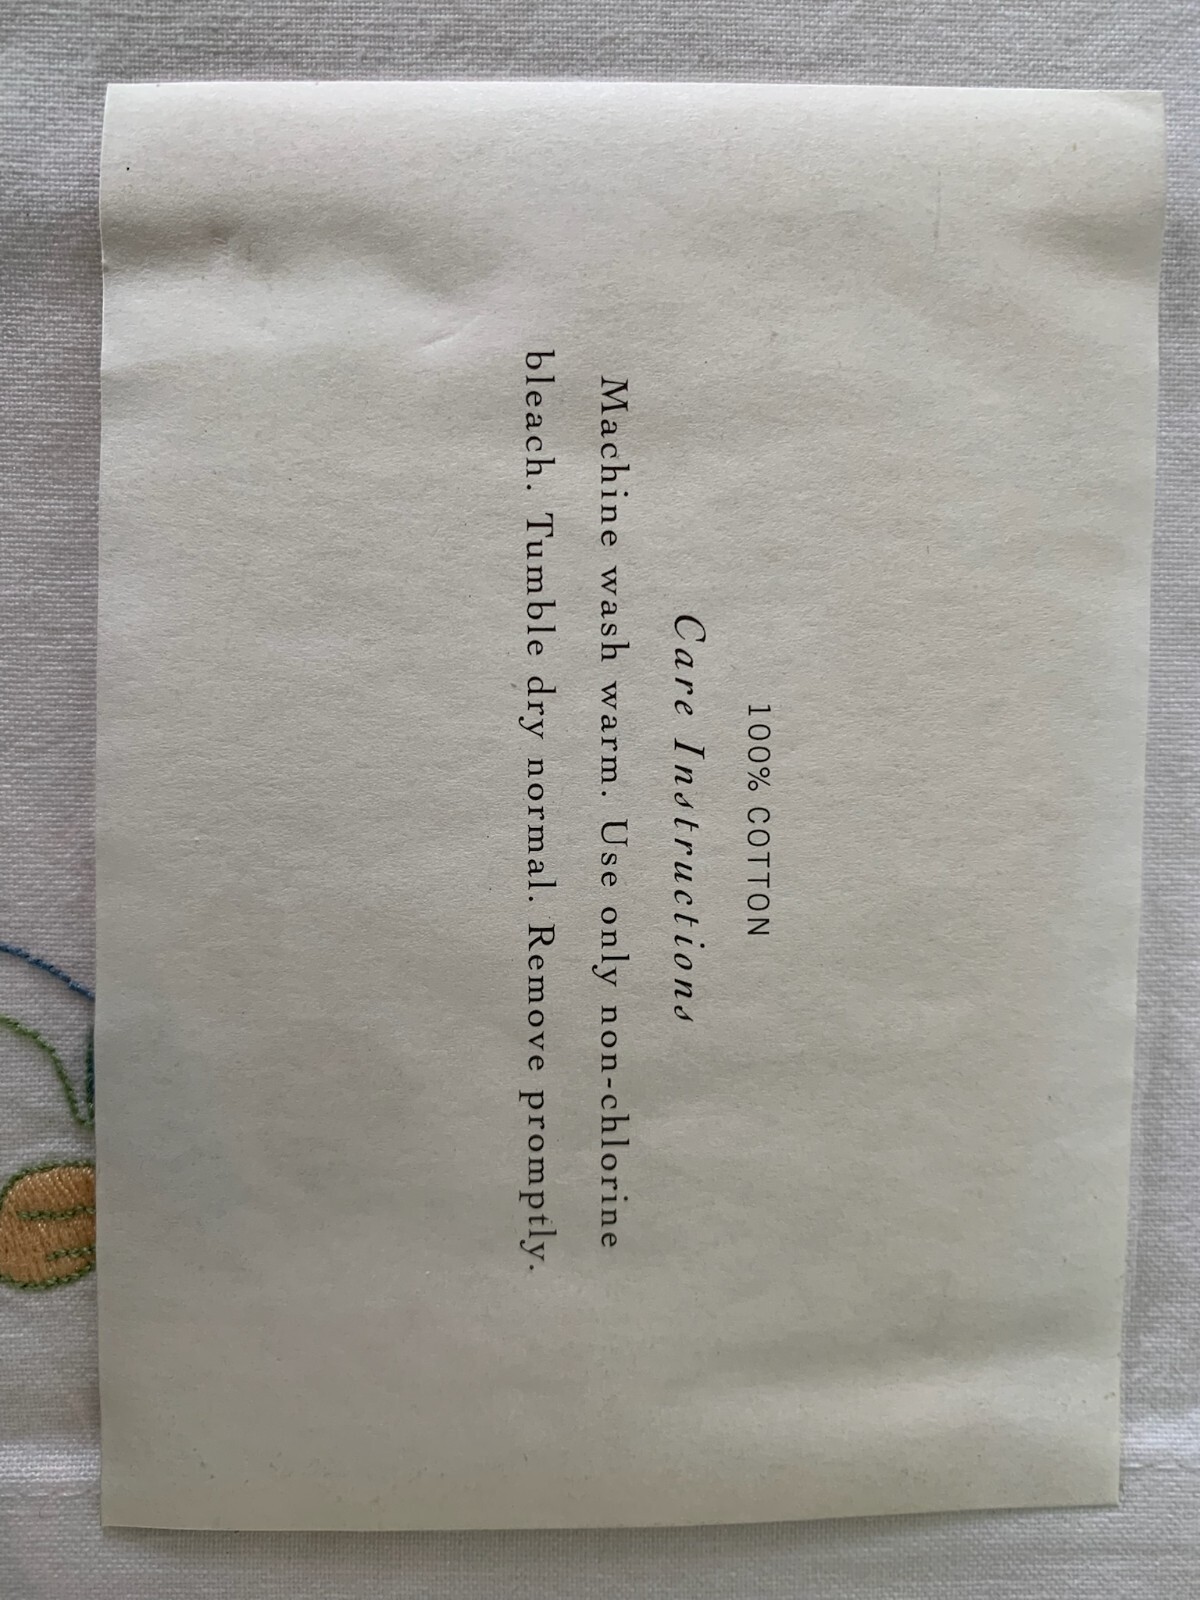 100% COTTON
Care Instructions
Machine wash warm. Use only non-chlorine
bleach. Tumble dry normal. Remove promptly.